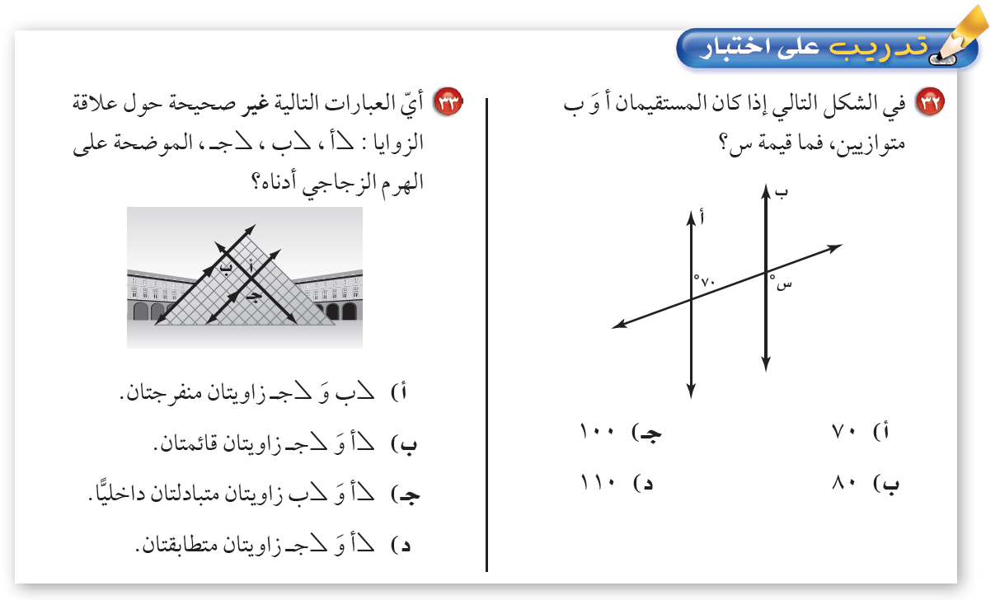 تدريب على اختبار
٣٢ في الشكل التالي إذا كان المستقيمان أ وَ ب
متوازيين، فما قيمة س؟
ب
أ
٧٠°
س°
أ) ٧٠
جـ) ١٠٠
ب) ٨٠
د) ١١٠
٣٣ أيّ العبارات التالية غير صحيحة حول علاقة
الزوايا : ∠أ ، ∠ب ، ∠جـ ، الموضحة على
الهرم الزجاجي أدناه؟
ب
أ
جـ
أ) ∠ب وَ ∠جـ زاويتان منفرجتان.
ب) ∠أ وَ ∠جـ زاويتان قائمتان.
جـ) ∠أ وَ ∠ب زاويتان متبادلتان داخليًّا.
د) ∠أ وَ ∠جـ زاويتان متطابقتان.